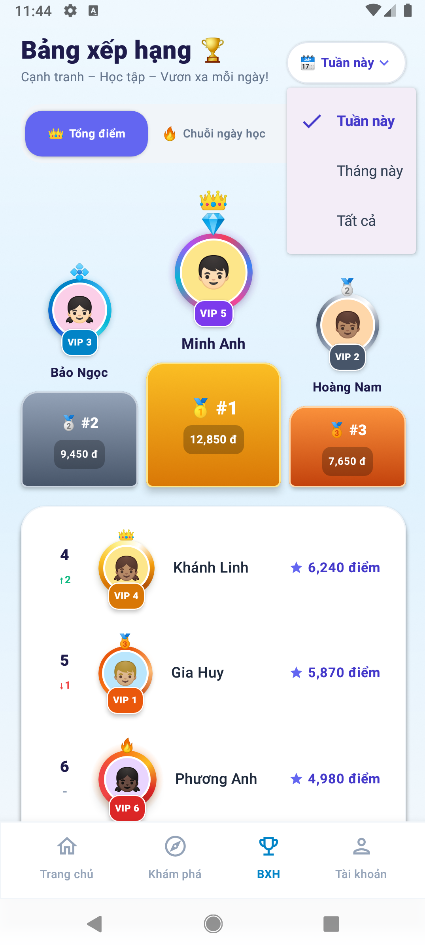 11:44
Bảng xếp hạng 🏆
Cạnh tranh – Học tập – Vươn xa mỗi ngày!
Tuần này
Tuần này
Tháng này
Tất cả
Tổng điểm
Chuỗi ngày học
VIP 5
Minh Anh
VIP 3
Bảo Ngọc
VIP 2
Hoàng Nam
#1
12,850 đ
#2
9,450 đ
#3
7,650 đ
4
↑2
VIP 4
Khánh Linh
★ 6,240 điểm
5
↓1
VIP 1
Gia Huy
★ 5,870 điểm
6
–
VIP 6
Phương Anh
★ 4,980 điểm
Trang chủ
Khám phá
BXH
Tài khoản